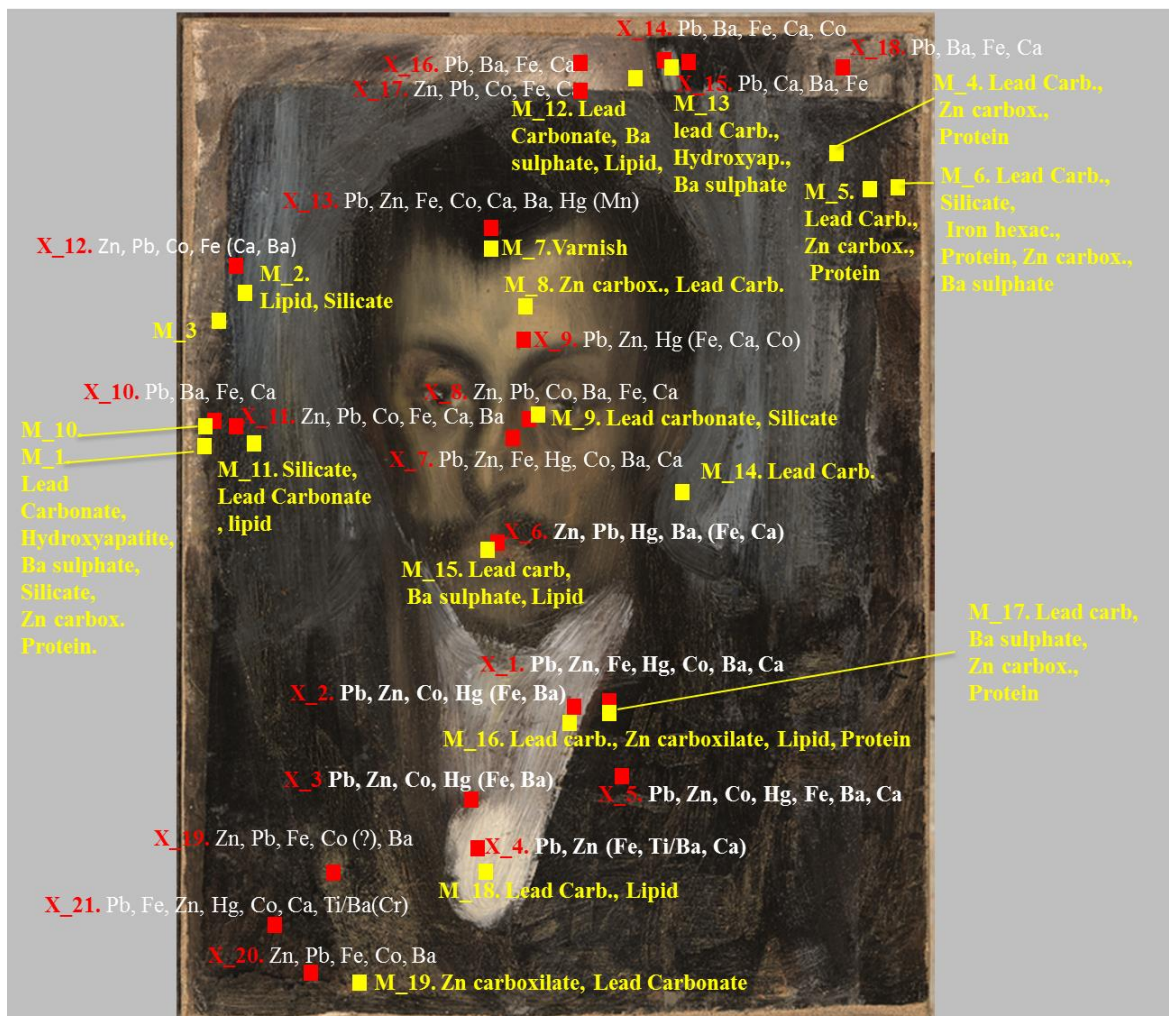 X_14. Pb, Ba, Fe, Ca, Co
X_18. Pb, Ba, Fe, Ca
X_16. Pb, Ba, Fe, Ca
X_15. Pb, Ca, Ba, Fe
X_17. Zn, Pb, Co, Fe, C
M_4. Lead Carb.,
Zn carbox.,
Protein
M_12. Lead
Carbonate, Ba
sulphate, Lipid,
M_13
lead Carb.,
Hydroxyap.,
Ba sulphate
M_5.
Lead Carb.,
Zn carbox.,
Protein
M_6. Lead Carb.,
Silicate,
Iron hexac.,
Protein, Zn carbox.,
Ba sulphate
X_13. Pb, Zn, Fe, Co, Ca, Ba, Hg (Mn)
X_12. Zn, Pb, Co, Fe (Ca, Ba)
M_7.Varnish
M_2.
Lipid, Silicate
M_8. Zn carbox., Lead Carb.
M_3
X_9. Pb, Zn, Hg (Fe, Ca, Co)
X_10. Pb, Ba, Fe, Ca
X_8. Zn, Pb, Co, Ba, Fe, Ca
X_11. Zn, Pb, Co, Fe, Ca, Ba
M_9. Lead carbonate, Silicate
M_10
M_1
Lead
Carbonate,
Hydroxyapatite,
Ba sulphate,
Silicate,
Zn carbox.
Protein.
X_7. Pb, Zn, Fe, Hg, Co, Ba, Ca
M_11. Silicate,
Lead Carbonate
, lipid
M_14. Lead Carb.
X_6. Zn, Pb, Hg, Ba, (Fe, Ca)
M_15. Lead carb,
Ba sulphate, Lipid
M_17. Lead carb,
Ba sulphate,
Zn carbox.,
Protein
X_1. Pb, Zn, Fe, Hg, Co, Ba, Ca
X_2. Pb, Zn, Co, Hg (Fe, Ba)
M_16. Lead carb., Zn carboxilate, Lipid, Protein
X_3 Pb, Zn, Co, Hg (Fe, Ba)
X_5. Pb, Zn, Co, Hg, Fe, Ba, Ca
X_19. Zn, Pb, Fe, Co (?), Ba
X_4. Pb, Zn (Fe, Ti/Ba, Ca)
M_18. Lead Carb., Lipid
X_21. Pb, Fe, Zn, Hg, Co, Ca, Ti/Ba(Cr)
X_20. Zn, Pb, Fe, Co, Ba
M_19. Zn carboxilate, Lead Carbonate